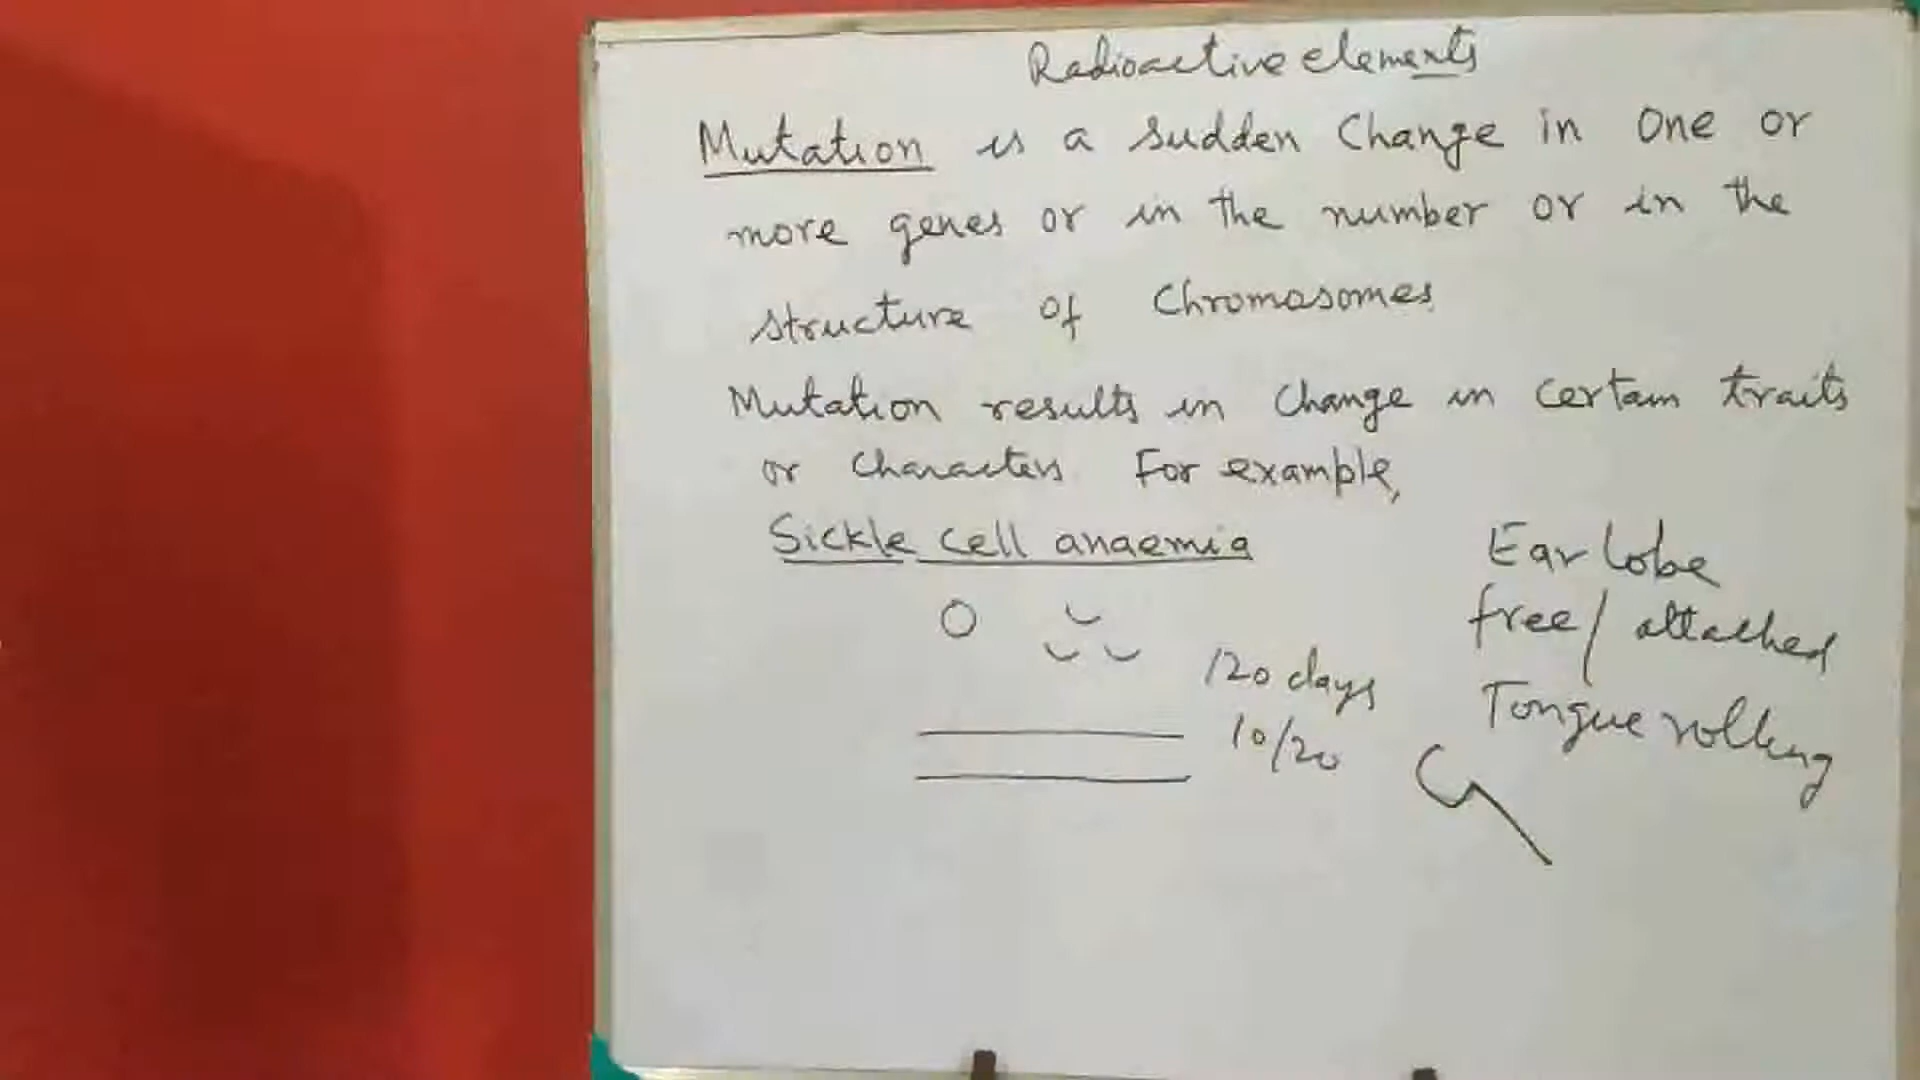 Radioactive elements
Mutation is a sudden Change in One or
more genes or in the number or in the
structure of Chromosomes.
Mutation results in Change in certain traits
or Characters. For example,
Sickle cell anaemia
120 days
10/20
Ear lobe
free/ attached
Tongue rolling